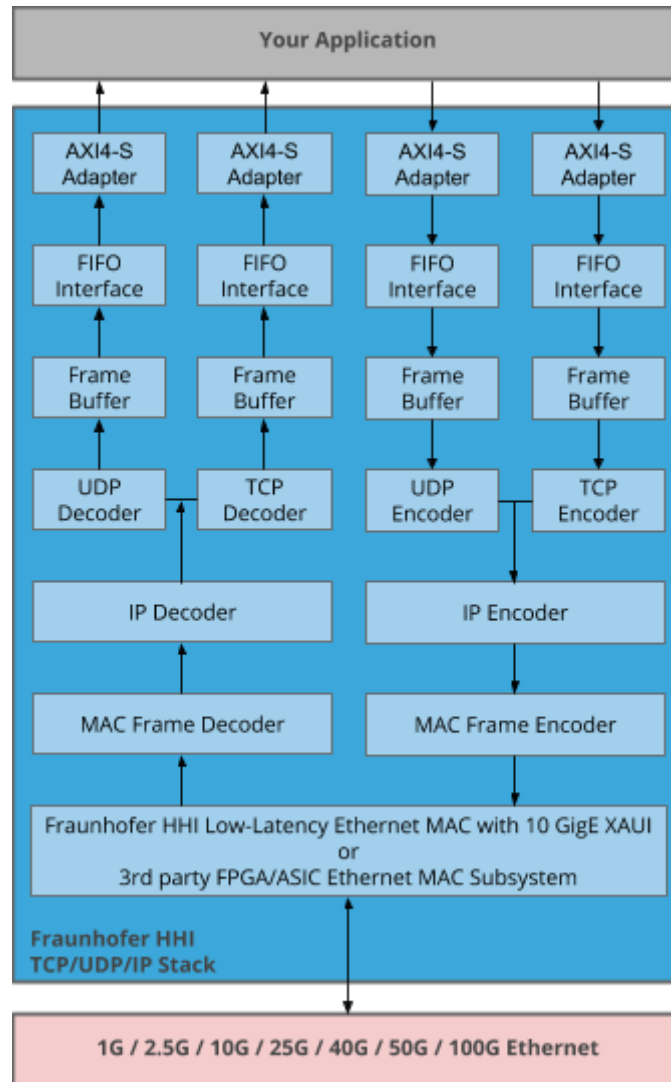 Your Application
AXI4-S
Adapter
AXI4-S
Adapter
AXI4-S
Adapter
AXI4-S
Adapter
FIFO
Interface
FIFO
Interface
FIFO
Interface
FIFO
Interface
Frame
Buffer
Frame
Buffer
Frame
Buffer
Frame
Buffer
UDP
Decoder
TCP
Decoder
UDP
Encoder
TCP
Encoder
IP Decoder
IP Encoder
MAC Frame Decoder
MAC Frame Encoder
Fraunhofer HHI Low-Latency Ethernet MAC with 10 GigE XAUI
or
3rd party FPGA/ASIC Ethernet MAC Subsystem
Fraunhofer HHI
TCP/UDP/IP Stack
1G / 2.5G / 10G / 25G / 40G / 50G / 100G Ethernet